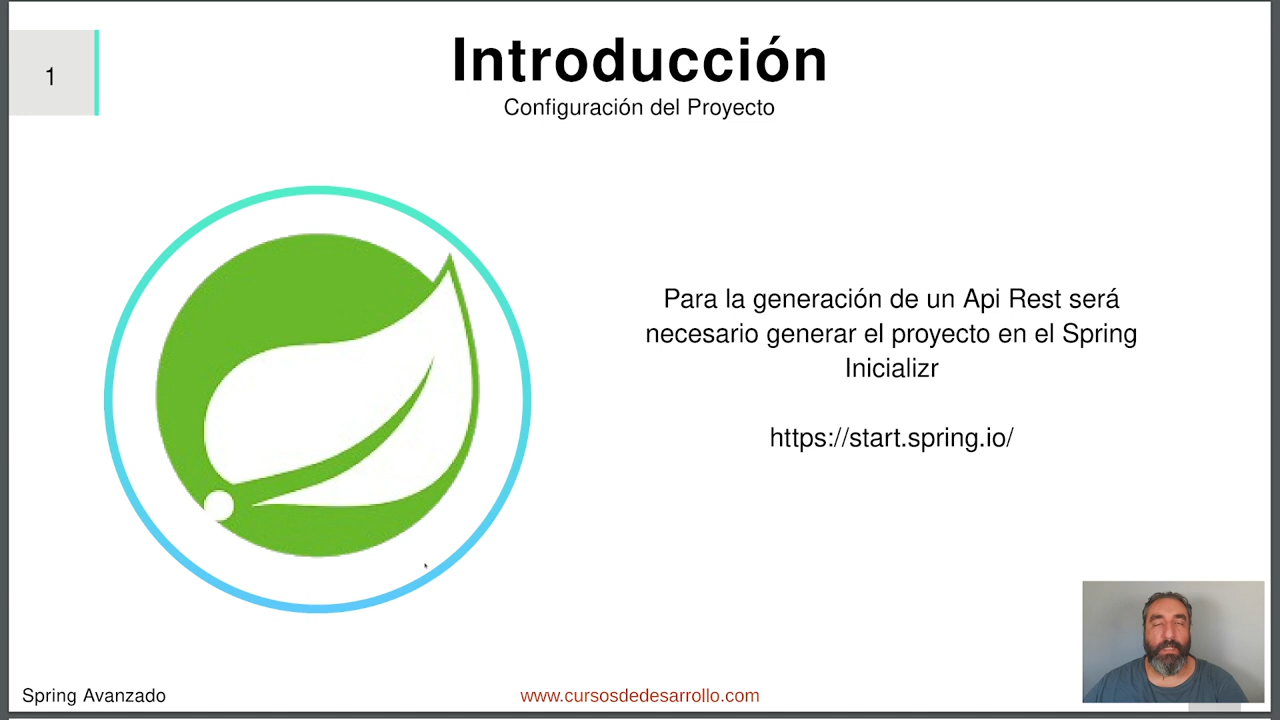 1
Introducción
Configuración del Proyecto
Para la generación de un Api Rest será
necesario generar el proyecto en el Spring
Inicializr
https://start.spring.io/
Spring Avanzado
www.cursosdedesarrollo.com